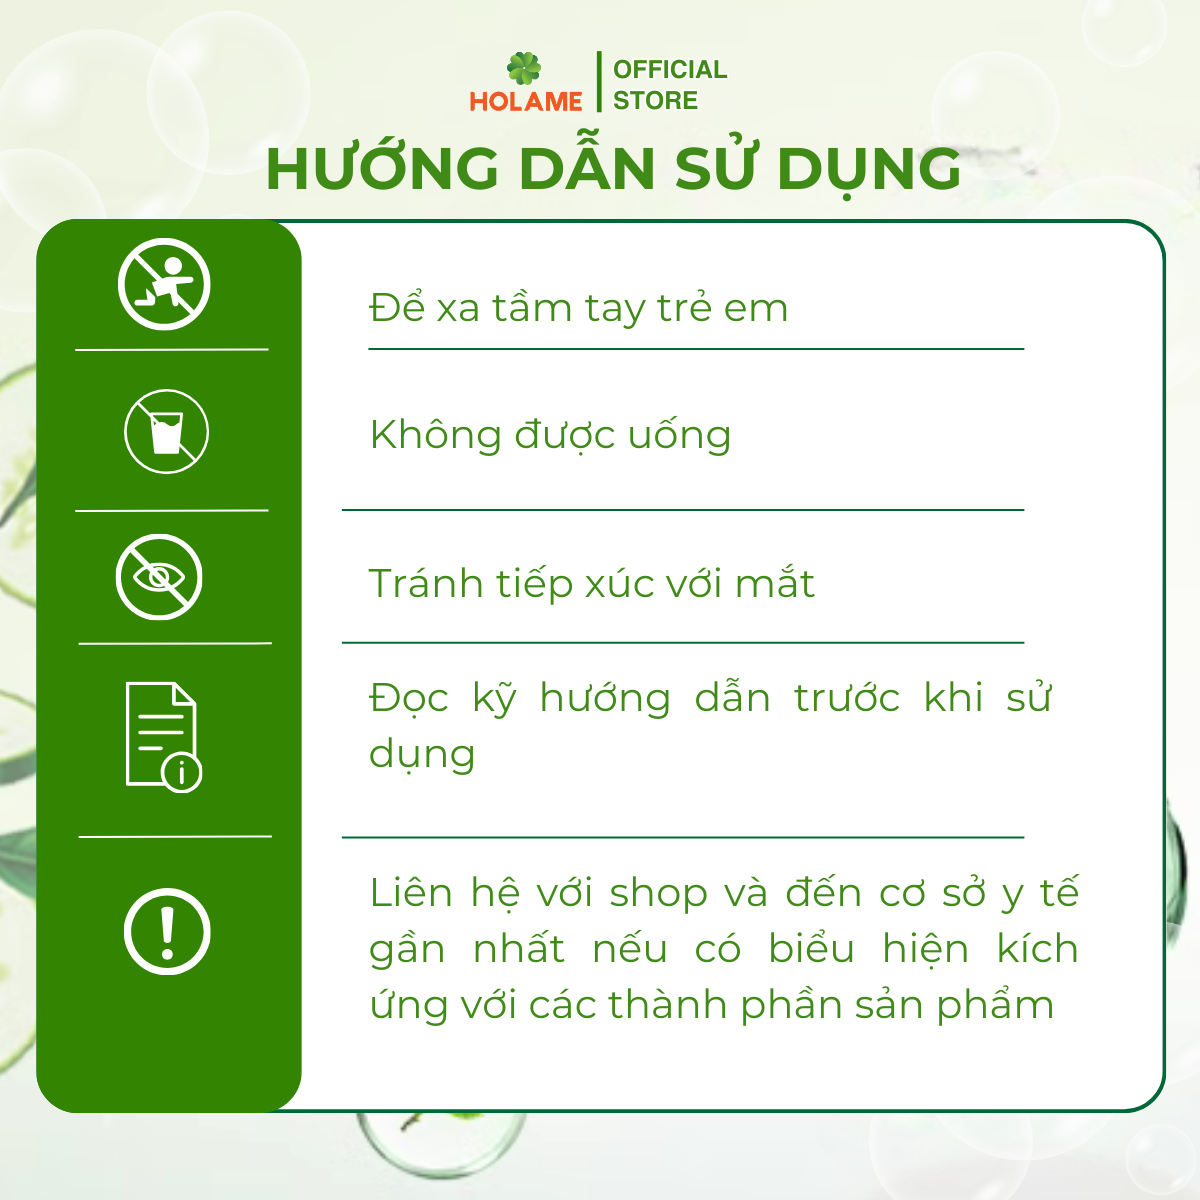 HOLAME
OFFICIAL
STORE
HƯỚNG DẪN SỬ DỤNG
Để xa tầm tay trẻ em
Không được uống
Tránh tiếp xúc với mắt
Đọc kỹ hướng dẫn trước khi sử
dụng
Liên hệ với shop và đến cơ sở y tế
gần nhất nếu có biểu hiện kích
ứng với các thành phần sản phẩm